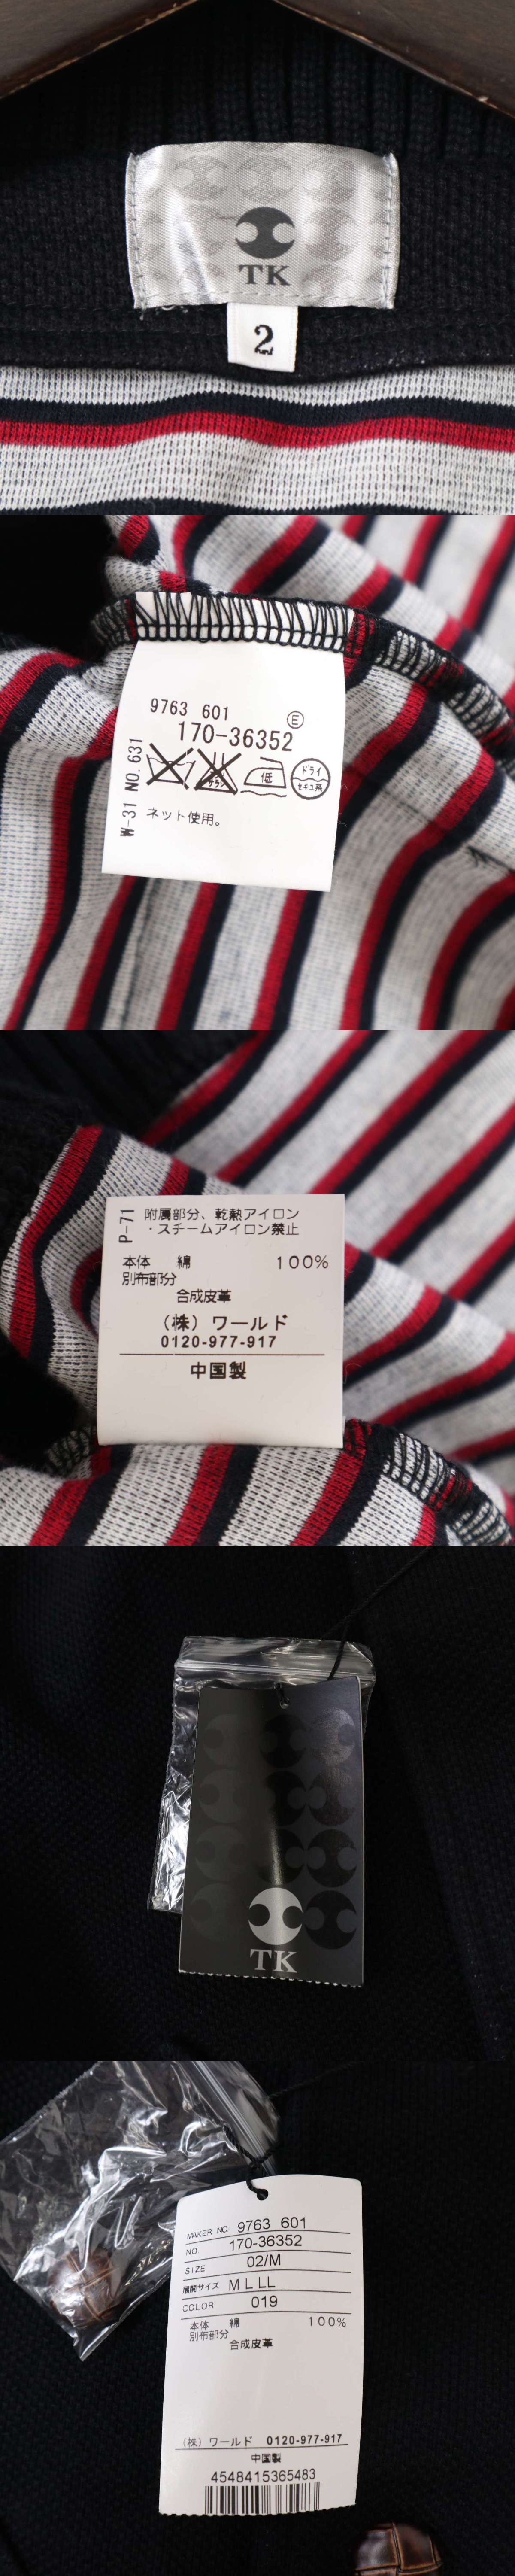 TK
2
9763 601
Ⓔ
170-36352
W-31 NO. 631
低
ドライ
セキユ系
ネット使用。
P-71
附属部分、乾熱アイロン
・スチームアイロン禁止
本体 綿 100%
別布部分
合成皮革
(株) ワールド
0120-977-917
中国製
TK
MAKER NO 9763 601
NO. 170-36352
SIZE 02/M
展開サイズ M L LL
COLOR 019
本体 綿 100%
別布部分
合成皮革
(株) ワールド 0120-977-917
中国製
4548415365483